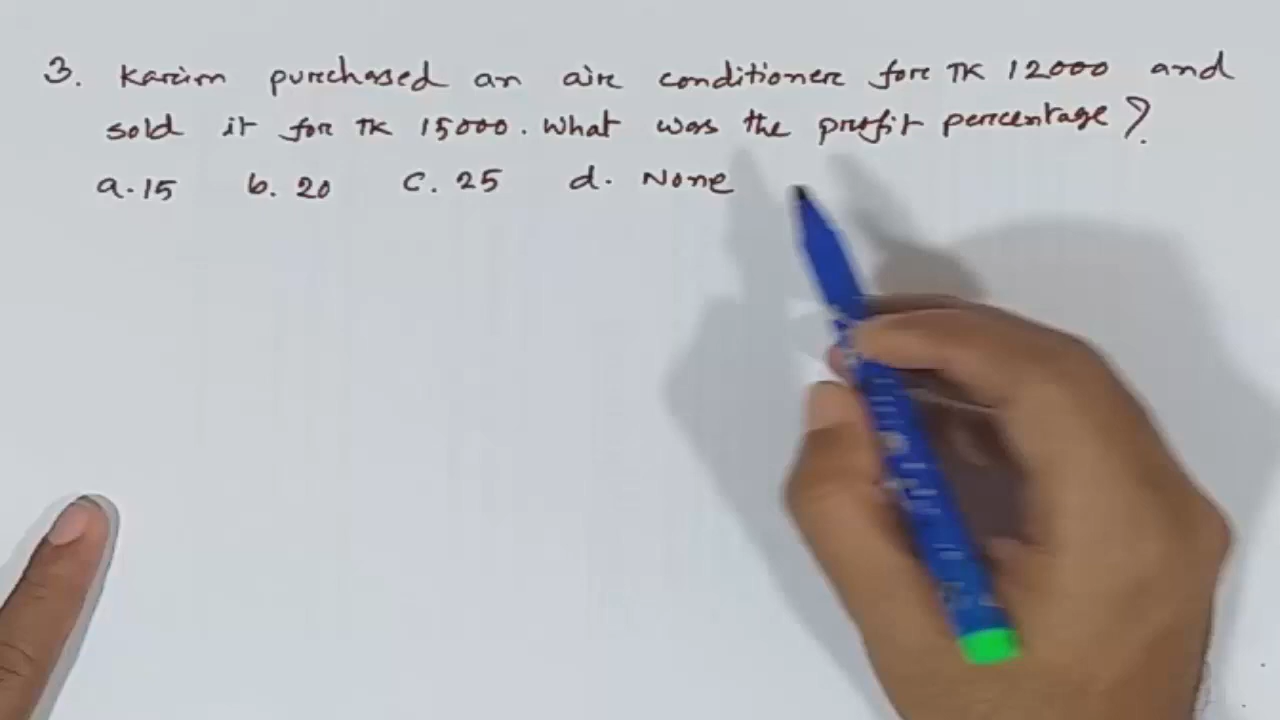 3. Karim purchased an air conditioner for TK 12000 and
sold it for TK 15000. What was the profit percentage?
a. 15 b. 20 c. 25 d. None